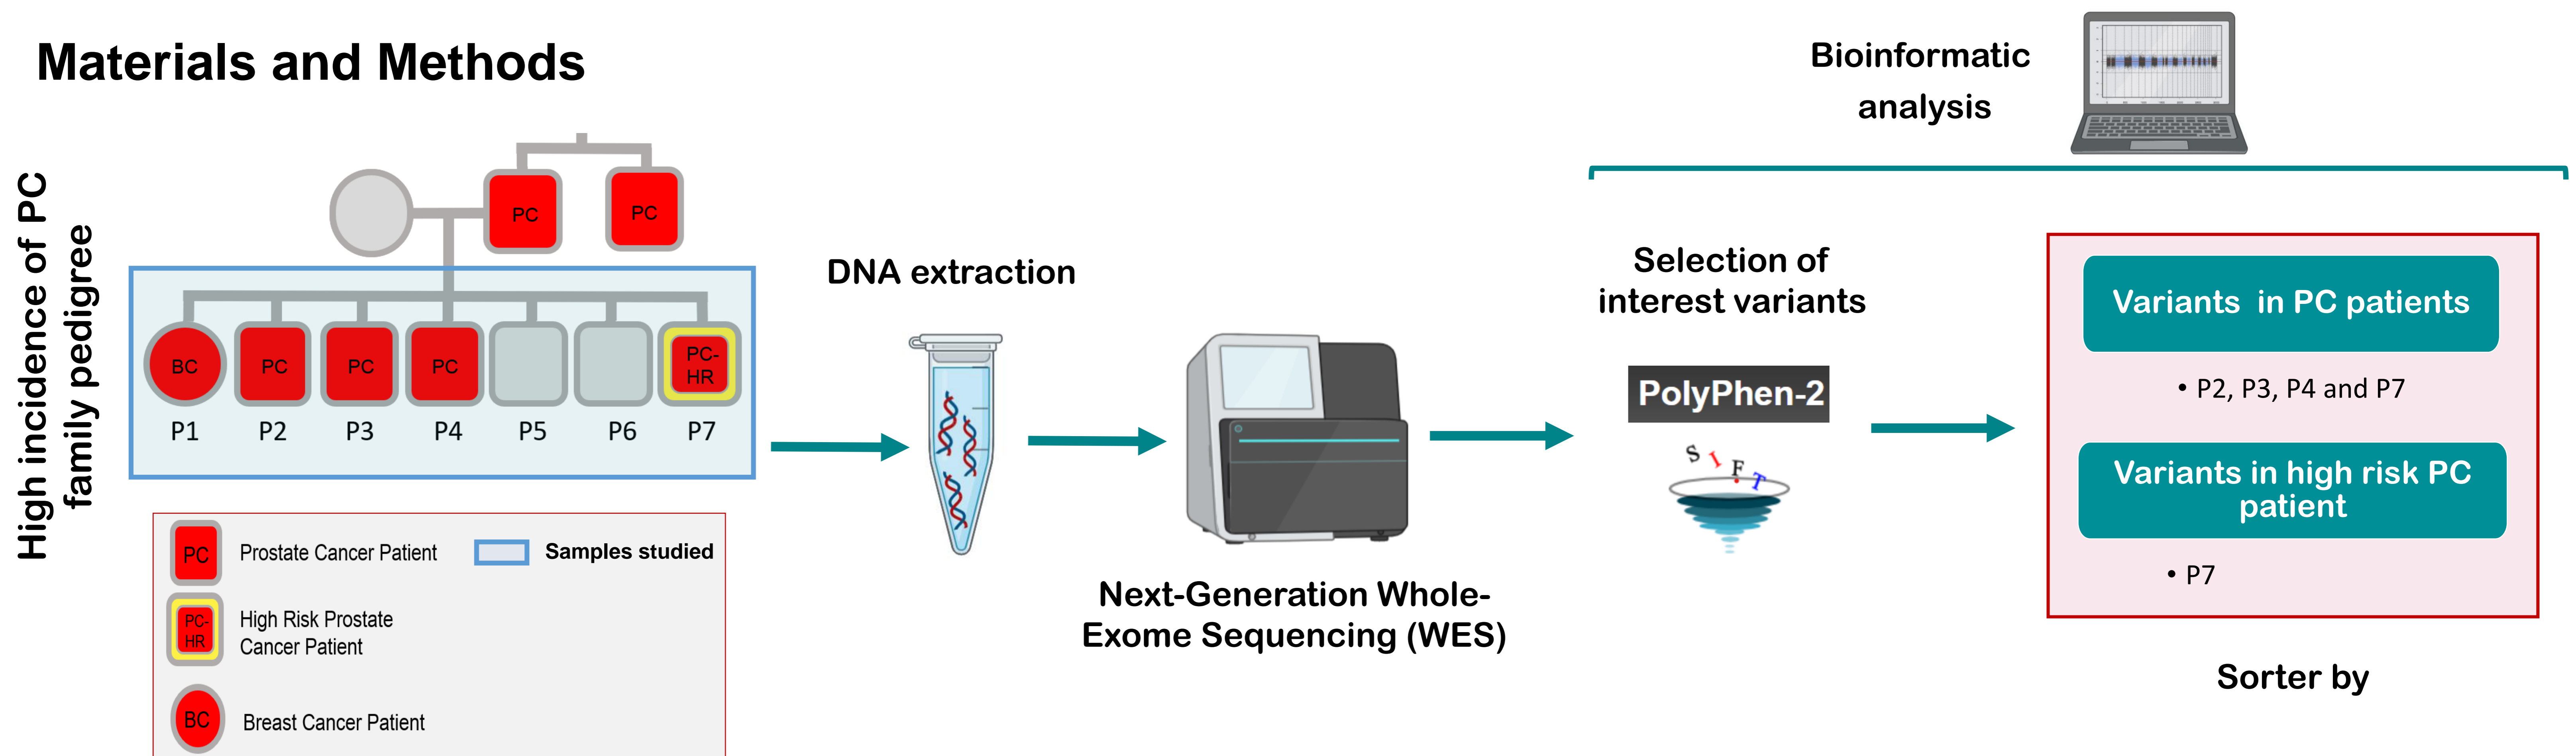 Materials and Methods
High incidence of PC
family pedigree
PC
PC
BC
PC
PC
PC
PC-
HR
P1
P2
P3
P4
P5
P6
P7
PC
Prostate Cancer Patient
Samples studied
PC-
HR
High Risk Prostate
Cancer Patient
BC
Breast Cancer Patient
DNA extraction
Next-Generation Whole-
Exome Sequencing (WES)
Bioinformatic
analysis
Selection of
interest variants
PolyPhen-2
SIFT
Variants in PC patients
• P2, P3, P4 and P7
Variants in high risk PC
patient
• P7
Sorter by